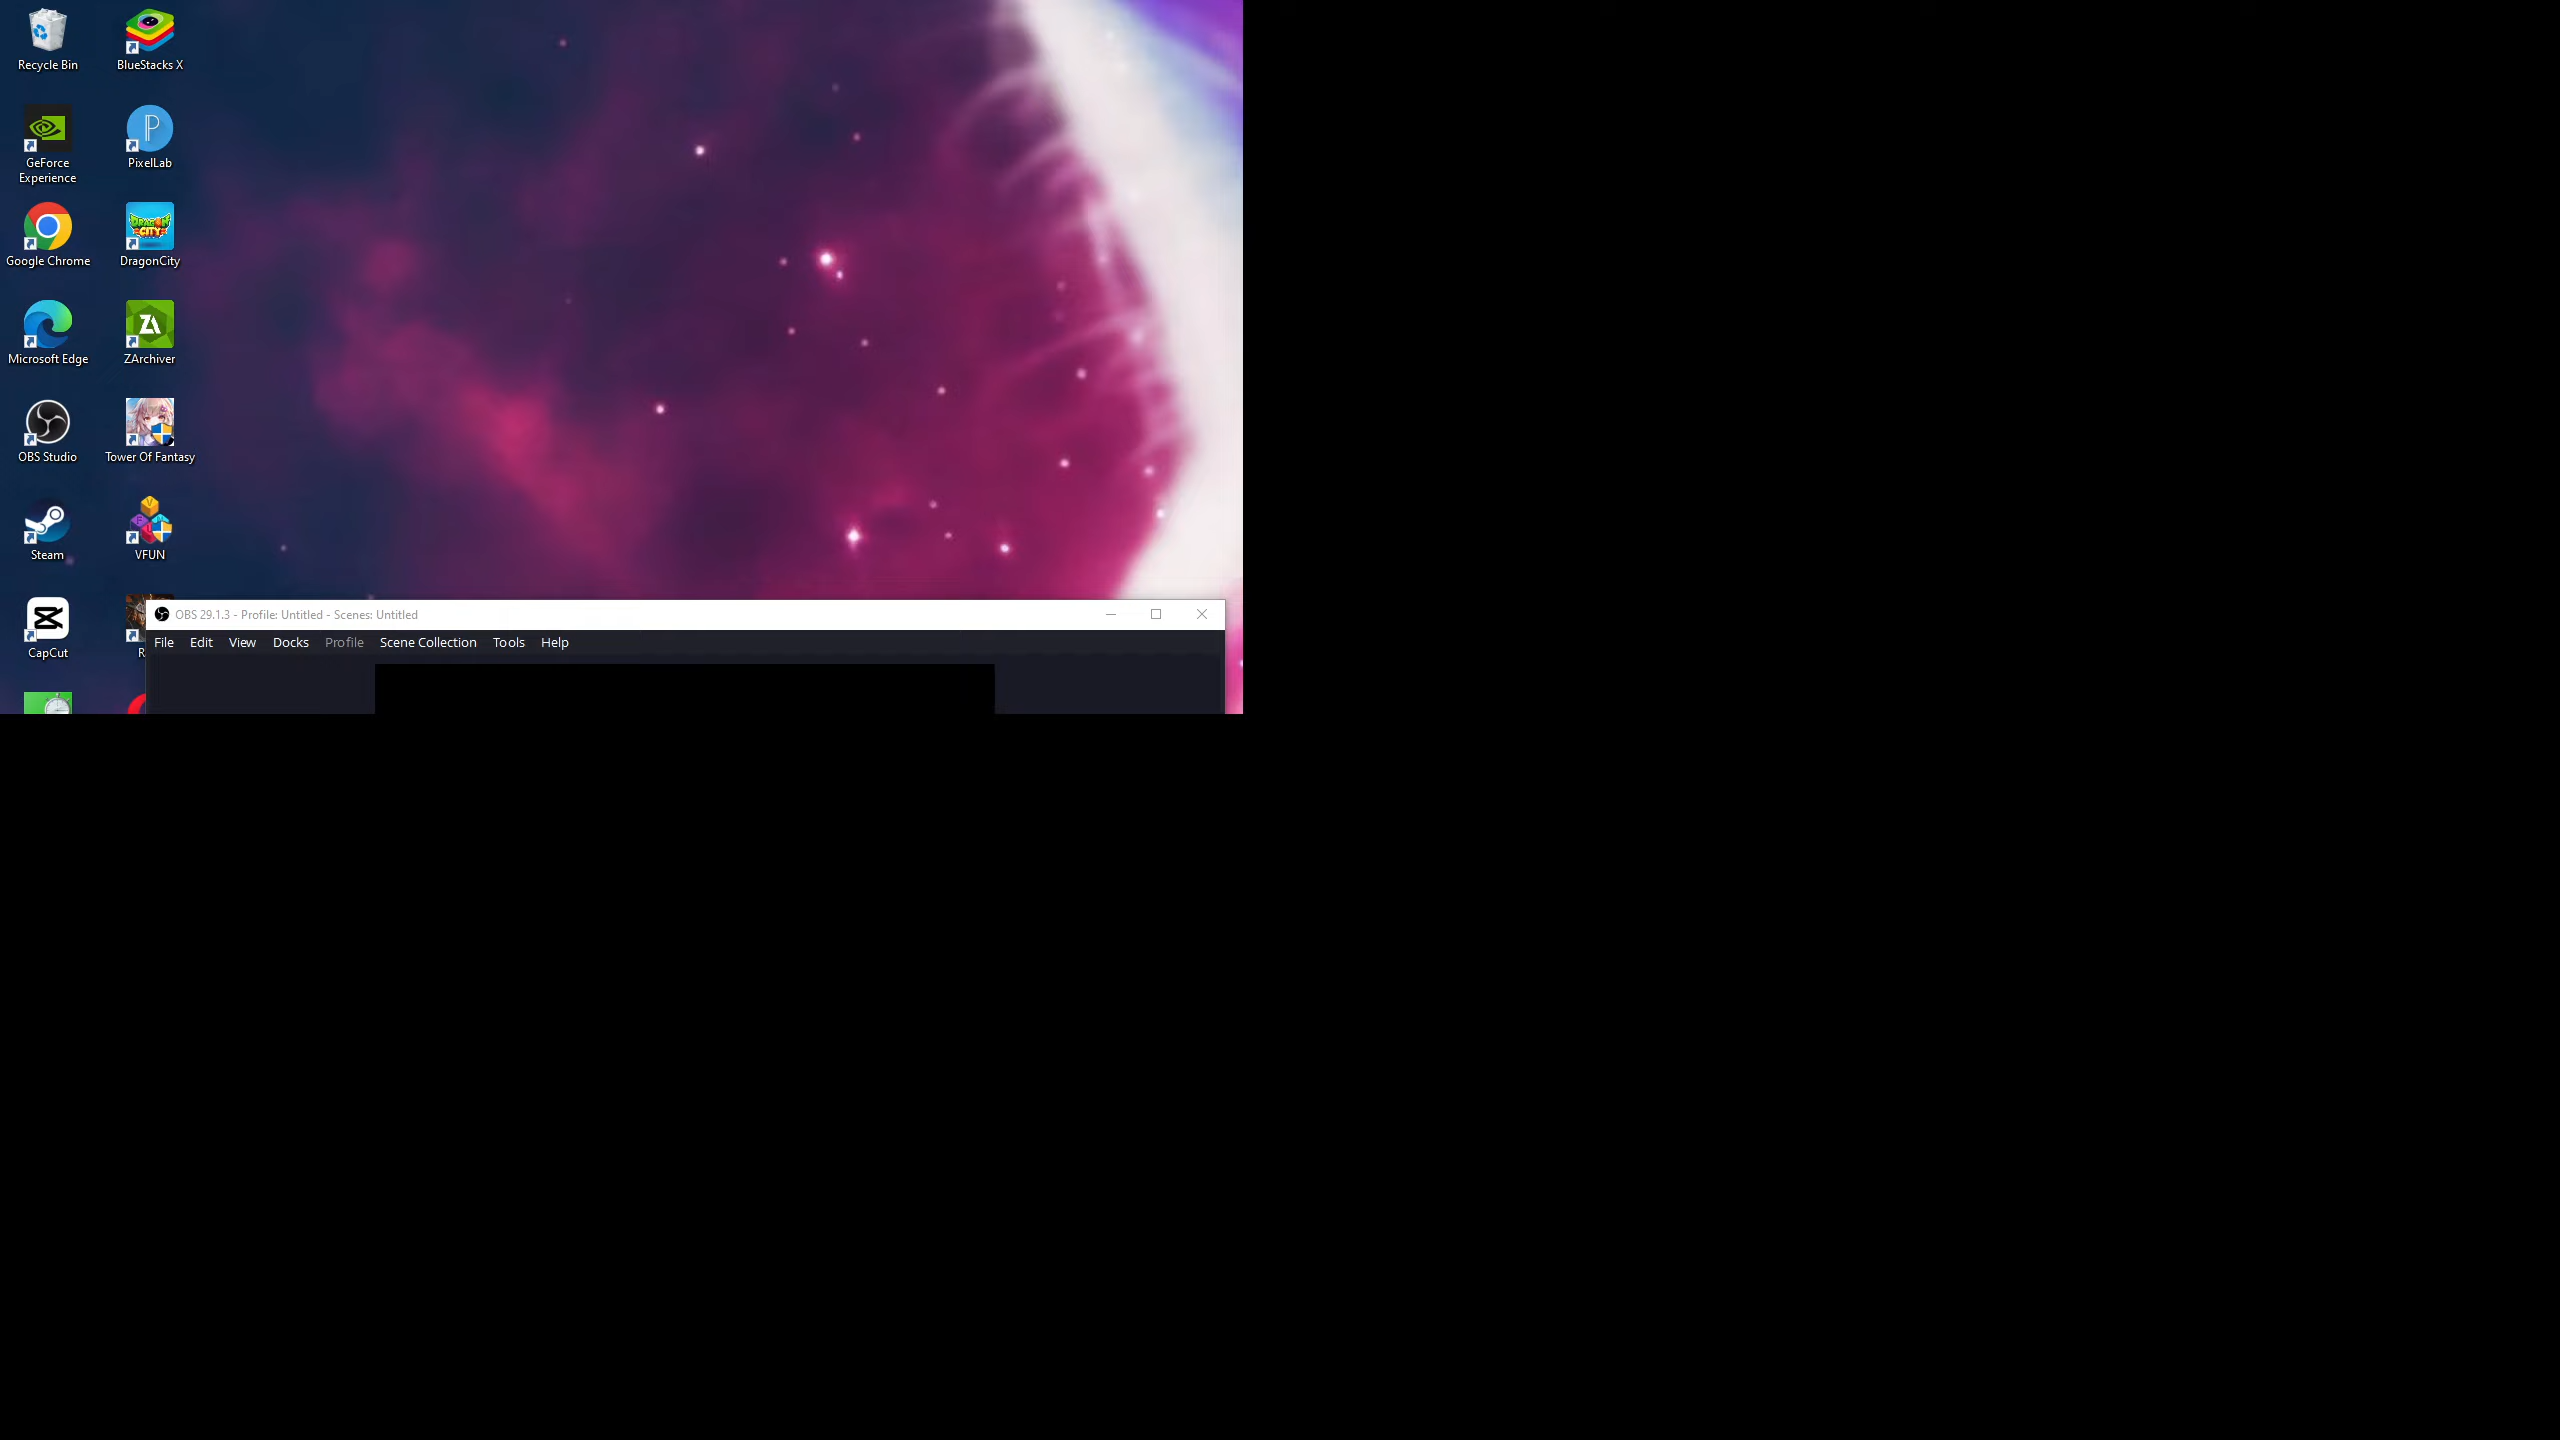 Recycle Bin
BlueStacks X
GeForce
Experience
PixelLab
Google Chrome
DragonCity
Microsoft Edge
ZArchiver
OBS Studio
Tower Of Fantasy
Steam
VFUN
CapCut
OBS 29.1.3 - Profile: Untitled - Scenes: Untitled
File Edit View Docks Profile Scene Collection Tools Help